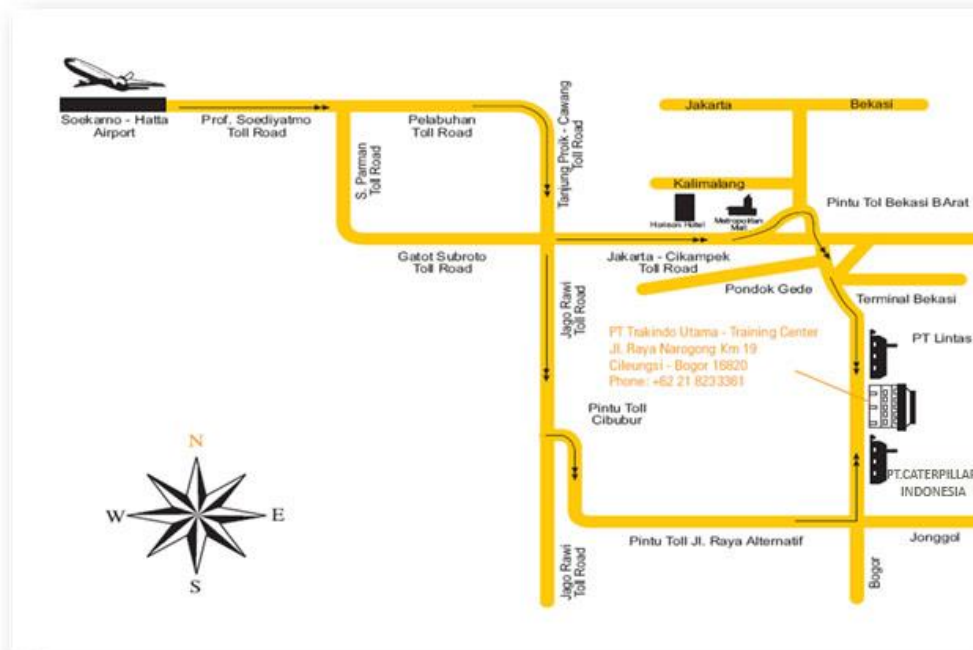 Soekarno - Hatta
Airport
Prof. Soediyatmo
Toll Road
Pelabuhan
Toll Road
S. Parman
Toll Road
Tanjung Proik - Cawang
Toll Road
Jakarta
Bekasi
Kalimalang
Horison Hotel
Metropolitan
Mall
Pintu Tol Bekasi BArat
Gatot Subroto
Toll Road
Jakarta - Cikampek
Toll Road
Pondok Gede
Terminal Bekasi
Jago Rawi
Toll Road
PT Trakindo Utama - Training Center
Jl. Raya Narogong Km 19
Cileungsi - Bogor 16820
Phone: +62 21 8233361
PT Lintas
Pintu Toll
Cibubur
N
W
E
S
PT.CATERPILLAR
INDONESIA
Pintu Toll Jl. Raya Alternatif
Jonggol
Jago Rawi
Toll Road
Bogor